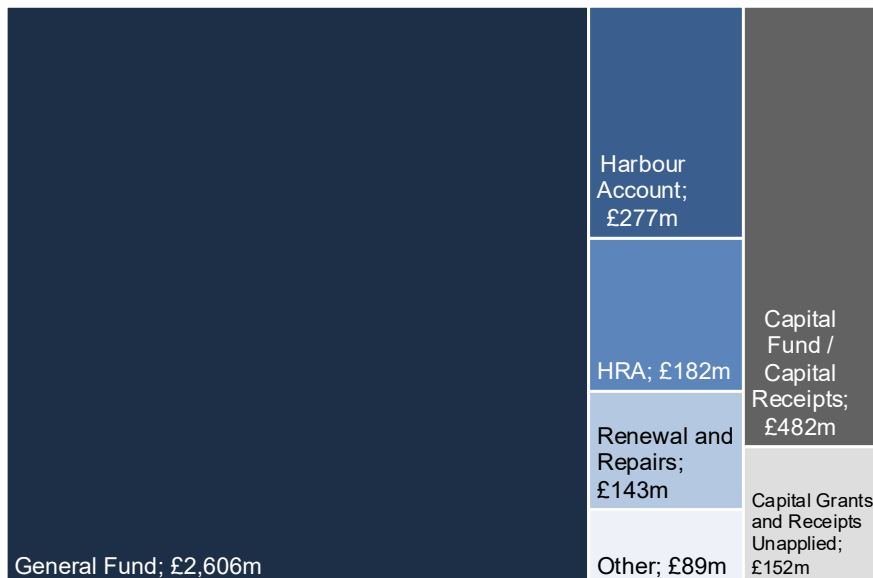 General Fund; £2,606m
Harbour
Account;
£277m
HRA; £182m
Renewal and
Repairs;
£143m
Other; £89m
Capital
Fund /
Capital
Receipts;
£482m
Capital Grants
and Receipts
Unapplied;
£152m